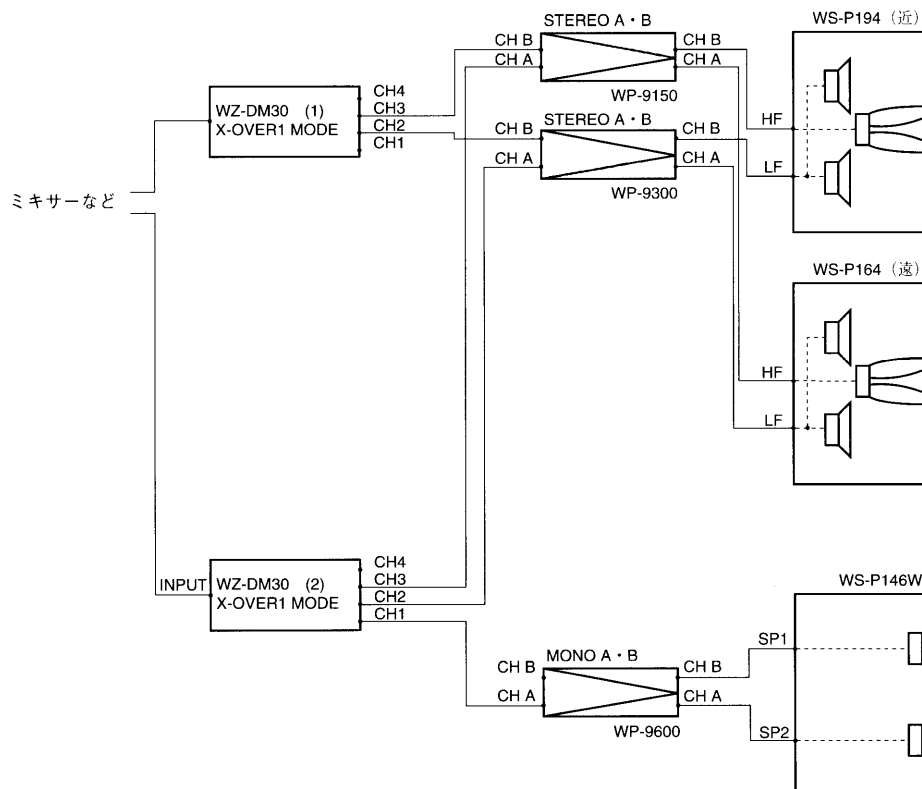 STEREO A・B
CH B
CH A
CH B
CH A
WP-9150
WS-P194（近）
HF
LF
WZ-DM30 (1)
X-OVER1 MODE
CH4
CH3
CH2
CH1
STEREO A・B
CH B
CH A
CH B
CH A
WP-9300
ミキサーなど
WS-P164（遠）
HF
LF
INPUT
WZ-DM30 (2)
X-OVER1 MODE
CH4
CH3
CH2
CH1
MONO A・B
CH B
CH A
CH B
CH A
WP-9600
WS-P146W
SP1
SP2